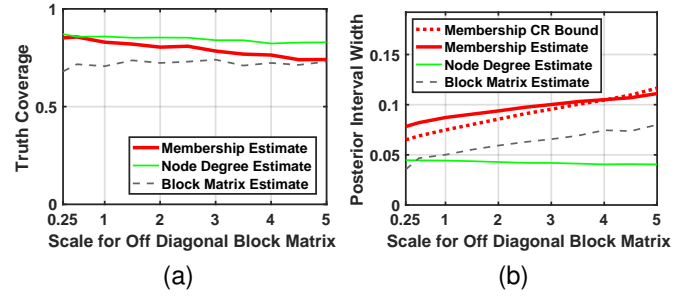 1
0.5
0
Truth Coverage
Membership Estimate
Node Degree Estimate
Block Matrix Estimate
0.25 1 2 3 4 5
Scale for Off Diagonal Block Matrix
(a)
0.15
0.1
0.05
0
Posterior Interval Width
Membership CR Bound
Membership Estimate
Node Degree Estimate
Block Matrix Estimate
0.25 1 2 3 4 5
Scale for Off Diagonal Block Matrix
(b)